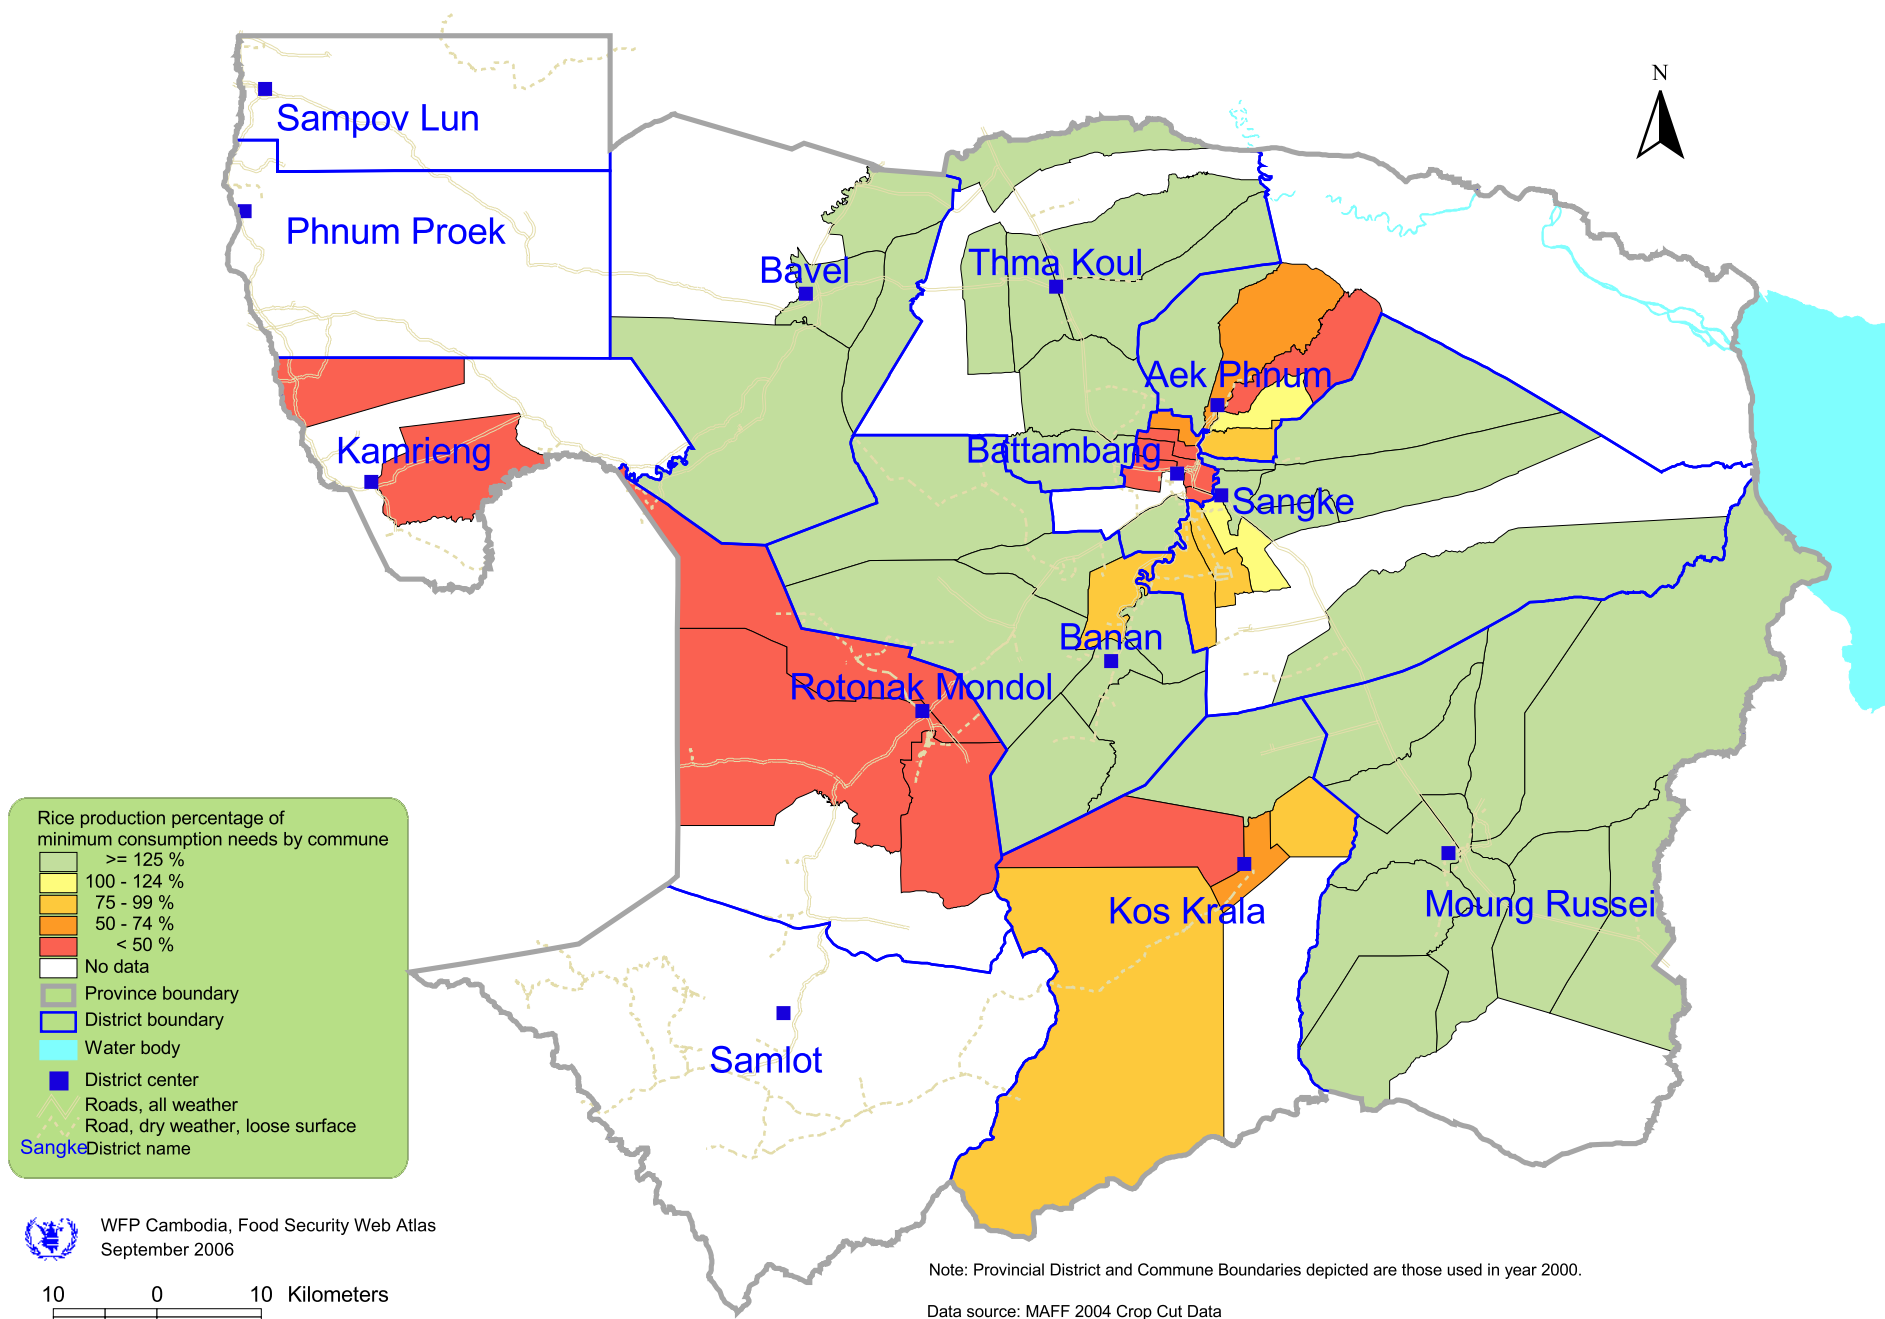 N
Sampov Lun
Phnum Proek
Bavel
Thma Koul
Aek Phnum
Kamrieng
Battambang
Sangke
Banan
Rotonak Mondol
Kos Krala
Moung Russei
Samlot
Rice production percentage of
minimum consumption needs by commune
>= 125 %
100 - 124 %
75 - 99 %
50 - 74 %
< 50 %
No data
Province boundary
District boundary
Water body
District center
Roads, all weather
Road, dry weather, loose surface
Sangke District name
WFP Cambodia, Food Security Web Atlas
September 2006
10 0 10 Kilometers
Note: Provincial District and Commune Boundaries depicted are those used in year 2000.
Data source: MAFF 2004 Crop Cut Data